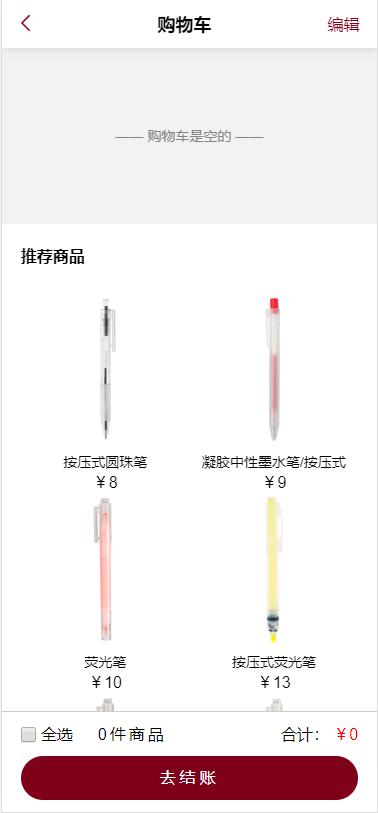 购物车 编辑
—— 购物车是空的 ——
推荐商品
按压式圆珠笔 凝胶中性墨水笔/按压式
￥8 ￥9
荧光笔 按压式荧光笔
￥10 ￥13
全选 0件商品 合计： ￥0
去结账